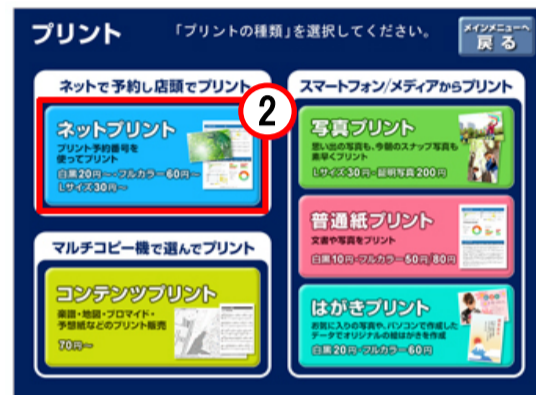 プリント
「プリントの種類」を選択してください。
メインメニューへ
戻る
ネットで予約し店頭でプリント
②
ネットプリント
プリント予約番号を
使ってプリント
白黒20円～・フルカラー60円～
Lサイズ30円～
マルチコピー機で選んでプリント
コンテンツプリント
楽譜・地図・ブロマイド・
予想紙などのプリント販売
70円～
スマートフォン/メディアからプリント
写真プリント
思い出の写真も、今朝のスナップ写真も
素早くプリント
Lサイズ30円・証明写真200円
普通紙プリント
文書や写真をプリント
白黒10円・フルカラー50円/80円
はがきプリント
お気に入りの写真や、パソコンで作成した
データでオリジナルの絵はがきを作成
白黒20円・フルカラー60円